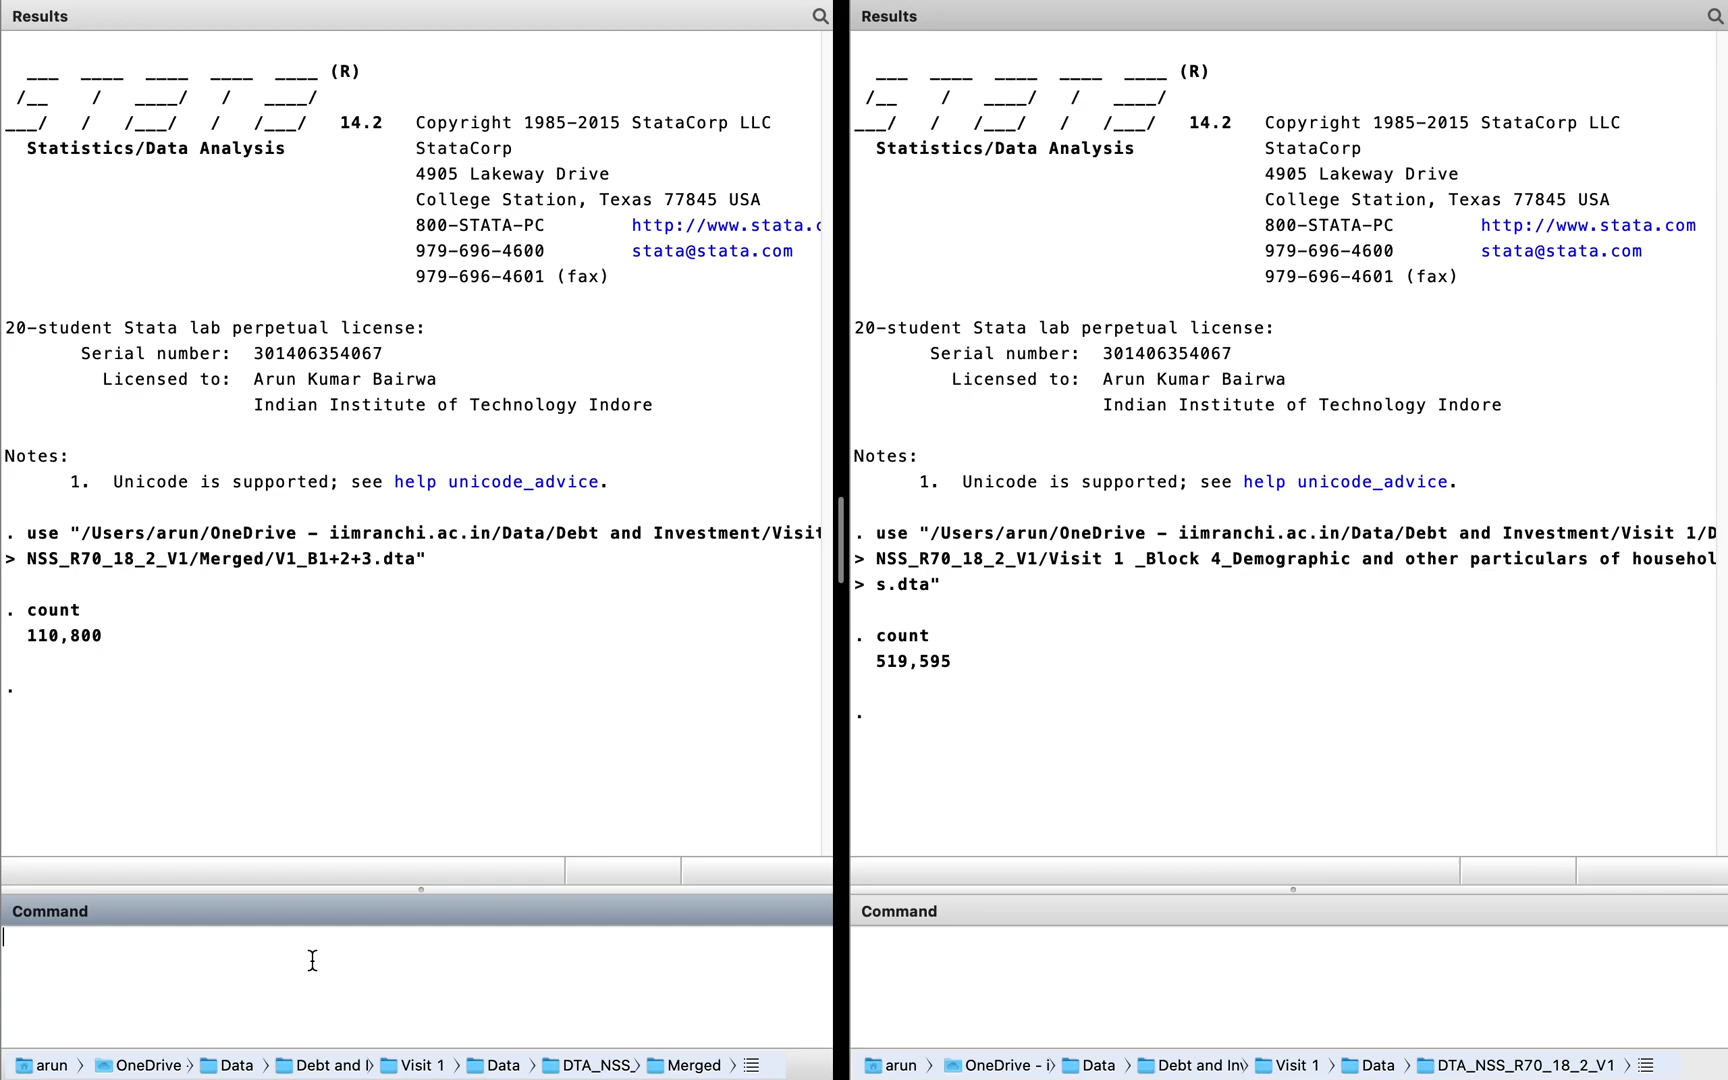 Results
___  ____  ____  ____  ____ (R)
/__    /   ____/   /   ____/
___/   /   /___/   /   /___/   14.2   Copyright 1985-2015 StataCorp LLC
Statistics/Data Analysis            StataCorp
4905 Lakeway Drive
College Station, Texas 77845 USA
800-STATA-PC        http://www.stata.c
979-696-4600        stata@stata.com
979-696-4601 (fax)
20-student Stata lab perpetual license:
Serial number:  301406354067
Licensed to:  Arun Kumar Bairwa
Indian Institute of Technology Indore
Notes:
1.  Unicode is supported; see help unicode_advice.
. use "/Users/arun/OneDrive - iimranchi.ac.in/Data/Debt and Investment/Visit
> NSS_R70_18_2_V1/Merged/V1_B1+2+3.dta"
. count
110,800
.
Command
arun > OneDrive > Data > Debt and I > Visit 1 > Data > DTA_NSS_ > Merged >
Results
___  ____  ____  ____  ____ (R)
/__    /   ____/   /   ____/
___/   /   /___/   /   /___/   14.2   Copyright 1985-2015 StataCorp LLC
Statistics/Data Analysis            StataCorp
4905 Lakeway Drive
College Station, Texas 77845 USA
800-STATA-PC        http://www.stata.com
979-696-4600        stata@stata.com
979-696-4601 (fax)
20-student Stata lab perpetual license:
Serial number:  301406354067
Licensed to:  Arun Kumar Bairwa
Indian Institute of Technology Indore
Notes:
1.  Unicode is supported; see help unicode_advice.
. use "/Users/arun/OneDrive - iimranchi.ac.in/Data/Debt and Investment/Visit 1/D
> NSS_R70_18_2_V1/Visit 1 _Block 4_Demographic and other particulars of househol
> s.dta"
. count
519,595
.
Command
arun > OneDrive - i > Data > Debt and In > Visit 1 > Data > DTA_NSS_R70_18_2_V1 >